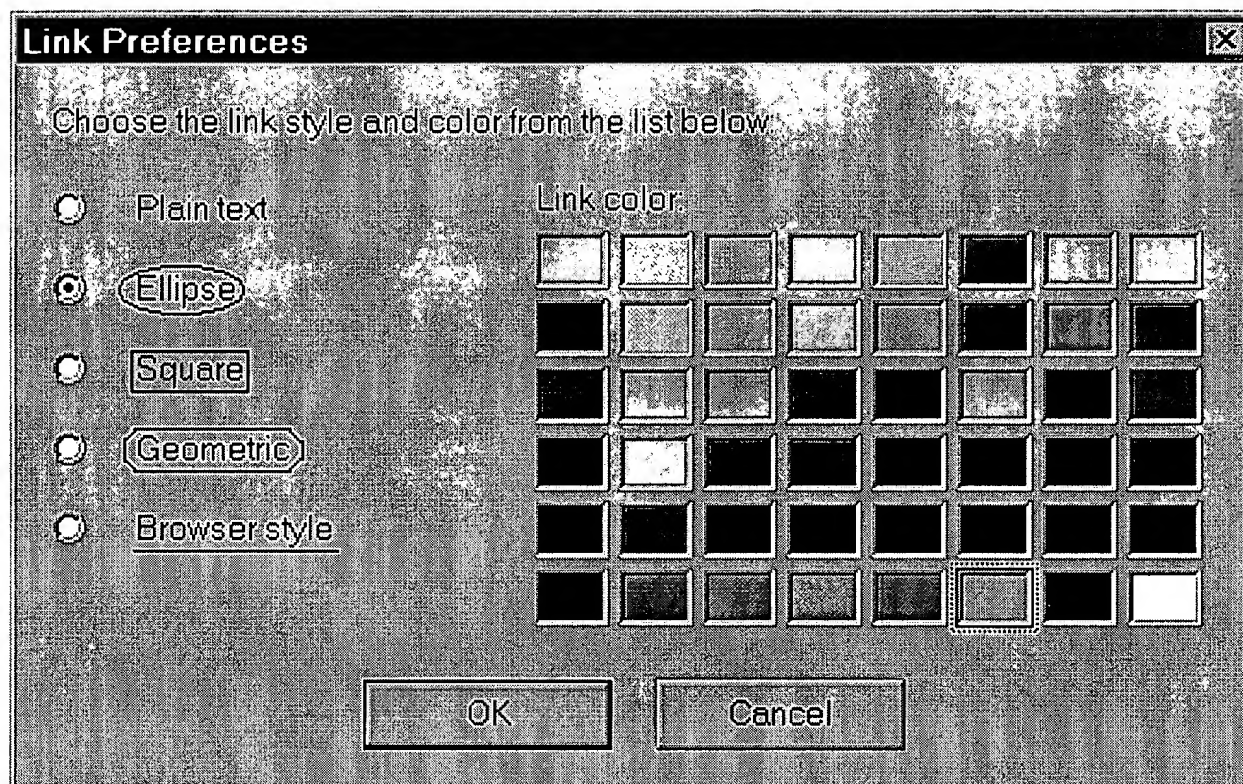 Link Preferences
Choose the link style and color from the list below:
Plain text
Link color:
Ellipse
Square
Geometric
Browser style
OK
Cancel